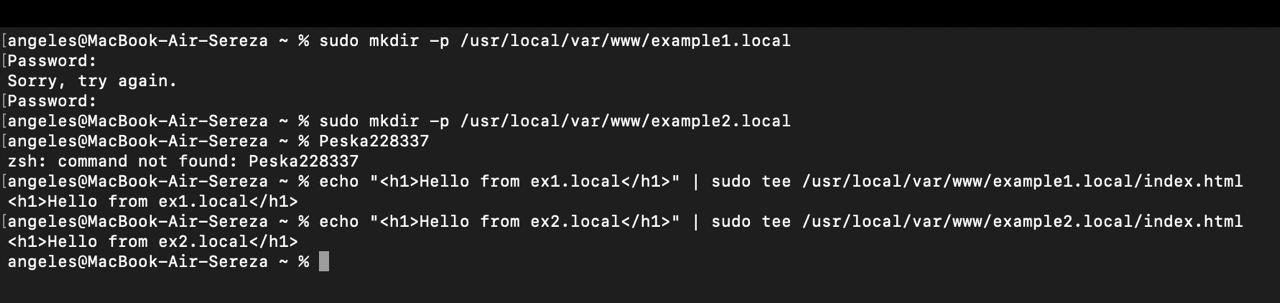 [angeles@MacBook-Air-Sereza ~ % sudo mkdir -p /usr/local/var/www/example1.local
[Password:
Sorry, try again.
[Password:
[angeles@MacBook-Air-Sereza ~ % sudo mkdir -p /usr/local/var/www/example2.local
[angeles@MacBook-Air-Sereza ~ % Peska228337
zsh: command not found: Peska228337
[angeles@MacBook-Air-Sereza ~ % echo "<h1>Hello from ex1.local</h1>" | sudo tee /usr/local/var/www/example1.local/index.html
<h1>Hello from ex1.local</h1>
[angeles@MacBook-Air-Sereza ~ % echo "<h1>Hello from ex2.local</h1>" | sudo tee /usr/local/var/www/example2.local/index.html
<h1>Hello from ex2.local</h1>
angeles@MacBook-Air-Sereza ~ %